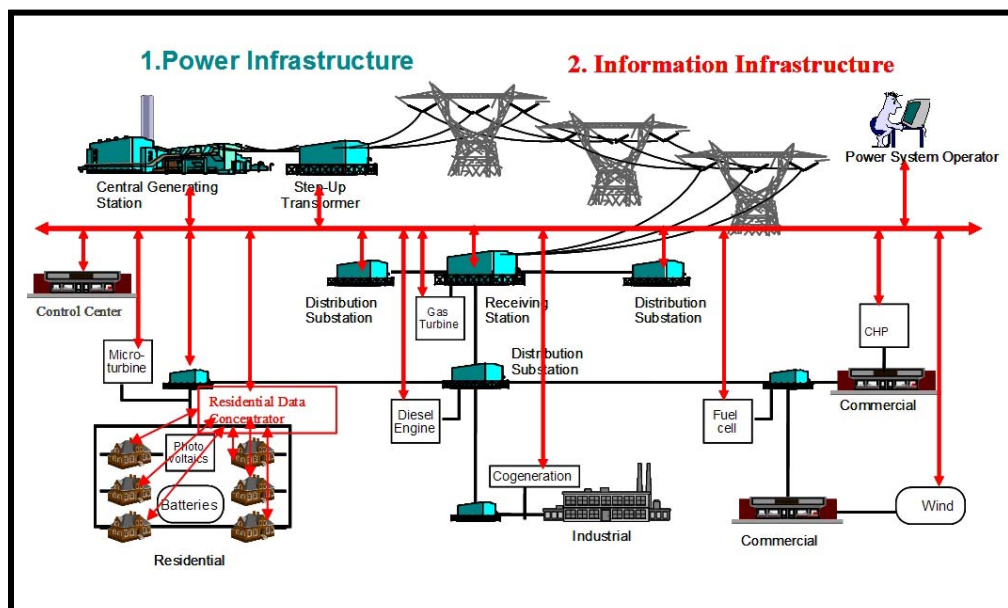 1.Power Infrastructure
2. Information Infrastructure
Central Generating
Station
Step-Up
Transformer
Power System Operator
Control Center
Distribution
Substation
Gas
Turbine
Receiving
Station
Distribution
Substation
CHP
Micro-
turbine
Distribution
Substation
Commercial
Residential Data
Concentrator
Diesel
Engine
Fuel
cell
Photo
voltaics
Batteries
Cogeneration
Industrial
Commercial
Wind
Residential